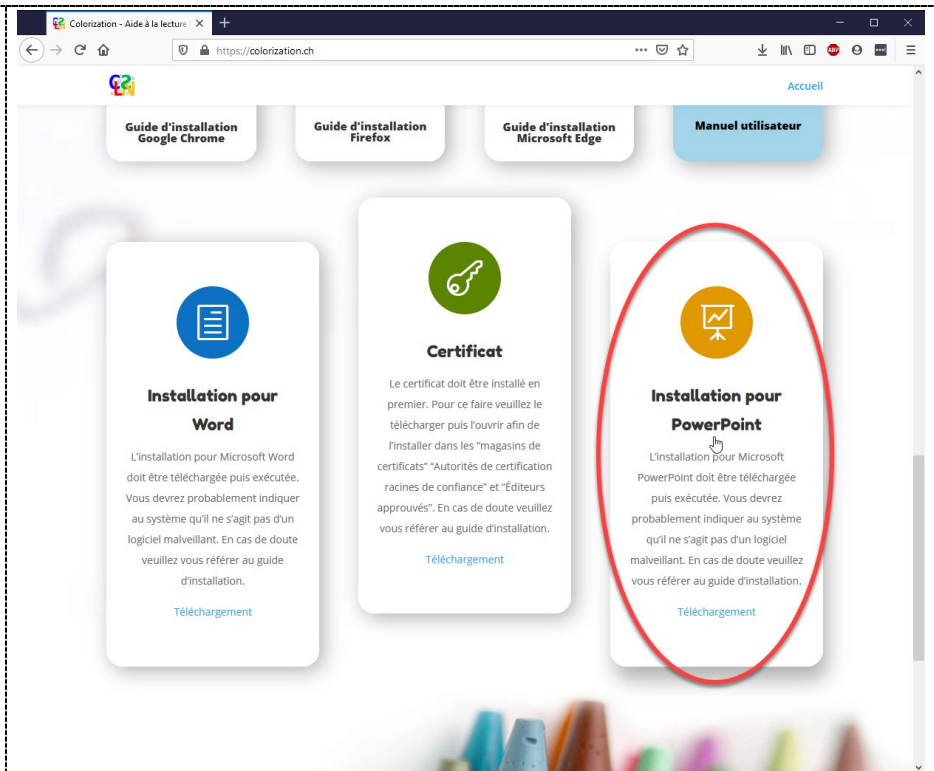 Colorization - Aide à la lecture
https://colorization.ch
Accueil
Guide d'installation
Google Chrome
Guide d'installation
Firefox
Guide d'installation
Microsoft Edge
Manuel utilisateur
Installation pour
Word
L'installation pour Microsoft Word
doit être téléchargée puis exécutée.
Vous devrez probablement indiquer
au système qu'il ne s'agit pas d'un
logiciel malveillant. En cas de doute
veuillez vous référer au guide
d'installation.
Téléchargement
Certificat
Le certificat doit être installé en
premier. Pour ce faire veuillez le
télécharger puis l'ouvrir afin de
l'installer dans les "magasins de
certificats" "Autorités de certification
racines de confiance" et "Éditeurs
approuvés". En cas de doute veuillez
vous référer au guide d'installation.
Téléchargement
Installation pour
PowerPoint
L'installation pour Microsoft
PowerPoint doit être téléchargée
puis exécutée. Vous devrez
probablement indiquer au système
qu'il ne s'agit pas d'un logiciel
malveillant. En cas de doute veuillez
vous référer au guide d'installation.
Téléchargement